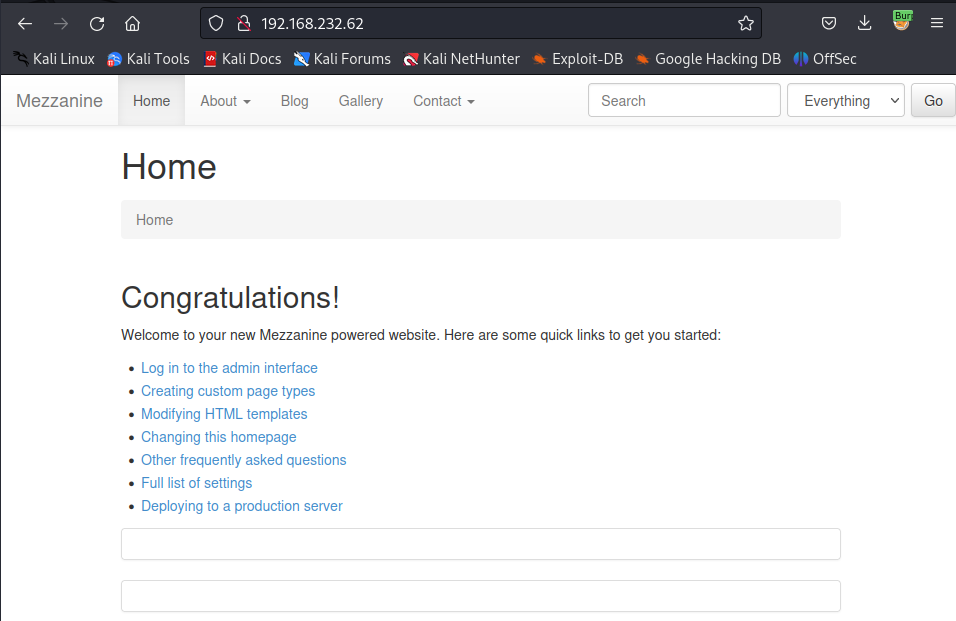 192.168.232.62
Bur
Kali Linux Kali Tools Kali Docs Kali Forums Kali NetHunter Exploit-DB Google Hacking DB OffSec
Mezzanine Home About Blog Gallery Contact Search Everything Go
Home
Home
Congratulations!
Welcome to your new Mezzanine powered website. Here are some quick links to get you started:
Log in to the admin interface
Creating custom page types
Modifying HTML templates
Changing this homepage
Other frequently asked questions
Full list of settings
Deploying to a production server